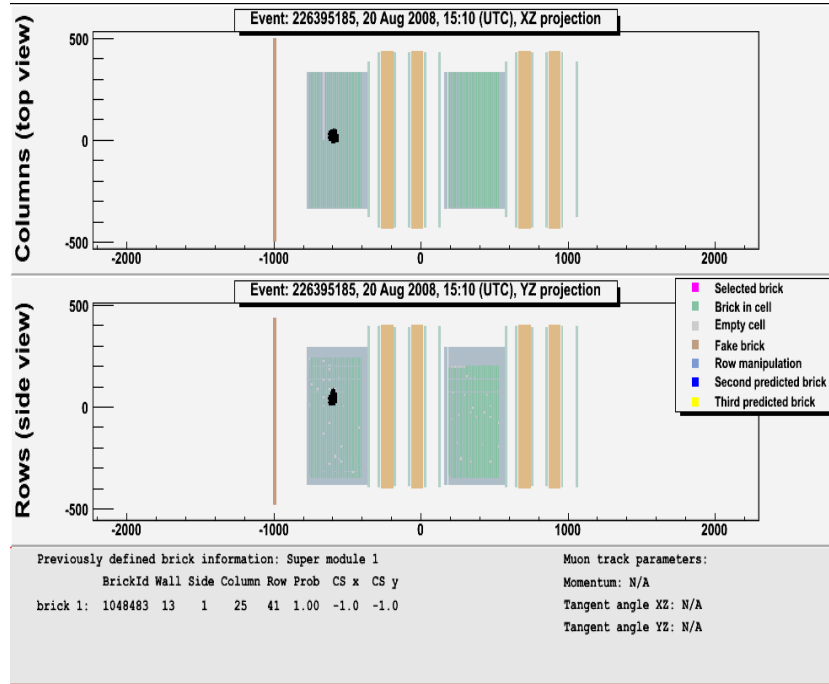 Event: 226395185, 20 Aug 2008, 15:10 (UTC), XZ projection
Columns (top view)
500
0
-500
-2000 -1000 0 1000 2000
Event: 226395185, 20 Aug 2008, 15:10 (UTC), YZ projection
Rows (side view)
500
0
-500
-2000 -1000 0 1000 2000
Selected brick
Brick in cell
Empty cell
Fake brick
Row manipulation
Second predicted brick
Third predicted brick
Previously defined brick information: Super module 1
BrickId Wall Side Column Row Prob CS x CS y
brick 1: 1048483 13 1 25 41 1.00 -1.0 -1.0
Muon track parameters:
Momentum: N/A
Tangent angle XZ: N/A
Tangent angle YZ: N/A